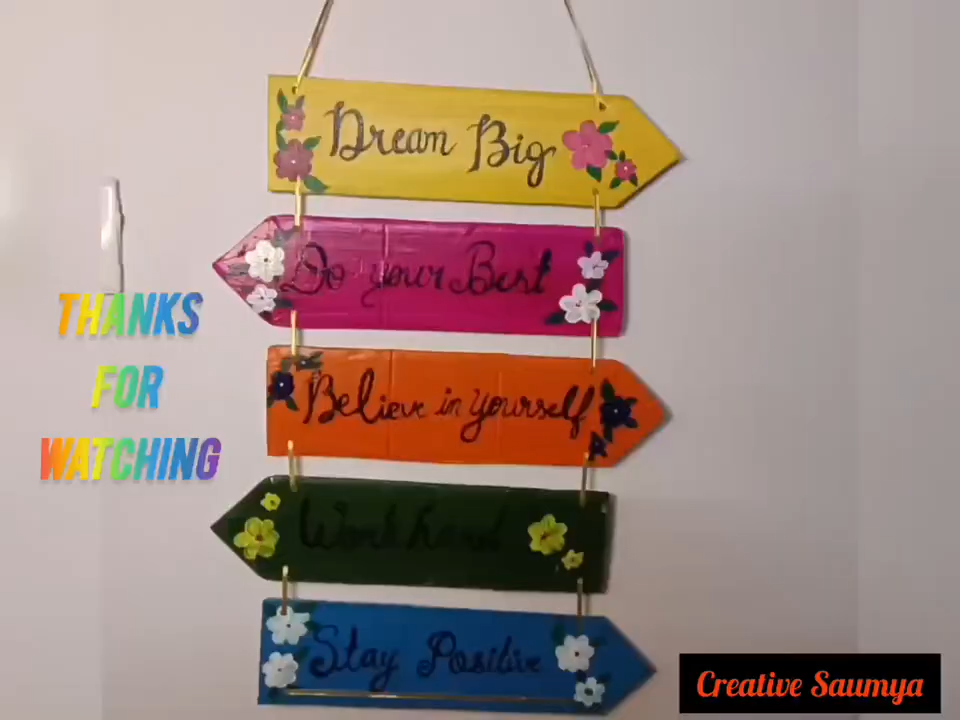 Dream Big
Do your Best
Believe in yourself
Work hard
Stay Positive
THANKS
FOR
WATCHING
Creative Saumya